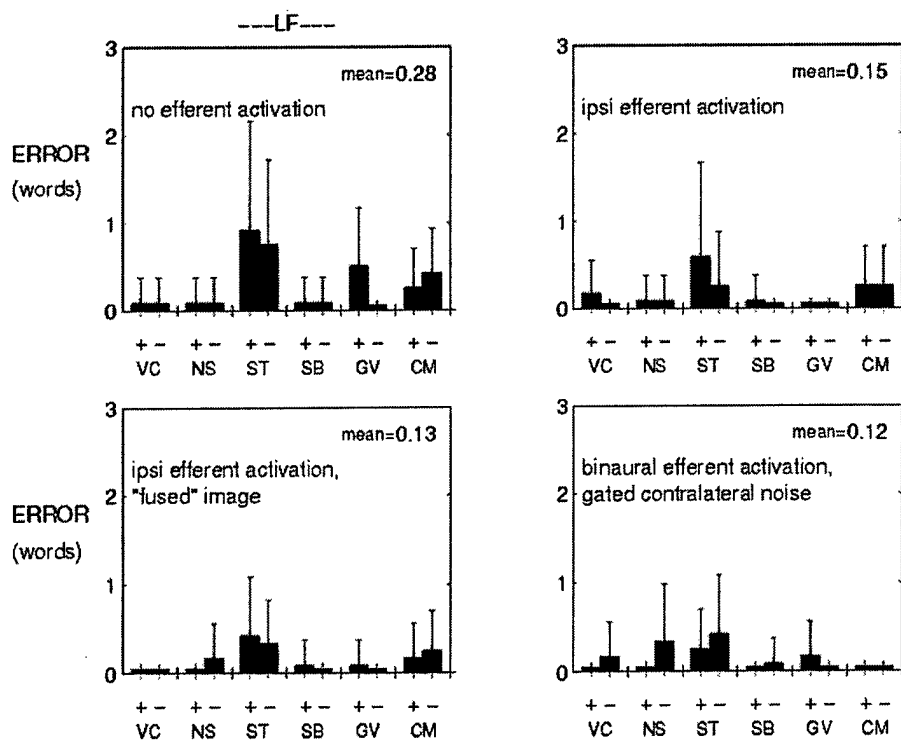 ---LF---
3
mean=0.28
no efferent activation
2
ERROR
(words)
1
0
+ - + - + - + - + - + -
VC NS ST SB GV CM
3
mean=0.15
ipsi efferent activation
2
1
0
+ - + - + - + - + - + -
VC NS ST SB GV CM
3
mean=0.13
ipsi efferent activation,
"fused" image
2
ERROR
(words)
1
0
+ - + - + - + - + - + -
VC NS ST SB GV CM
3
mean=0.12
binaural efferent activation,
gated contralateral noise
2
1
0
+ - + - + - + - + - + -
VC NS ST SB GV CM